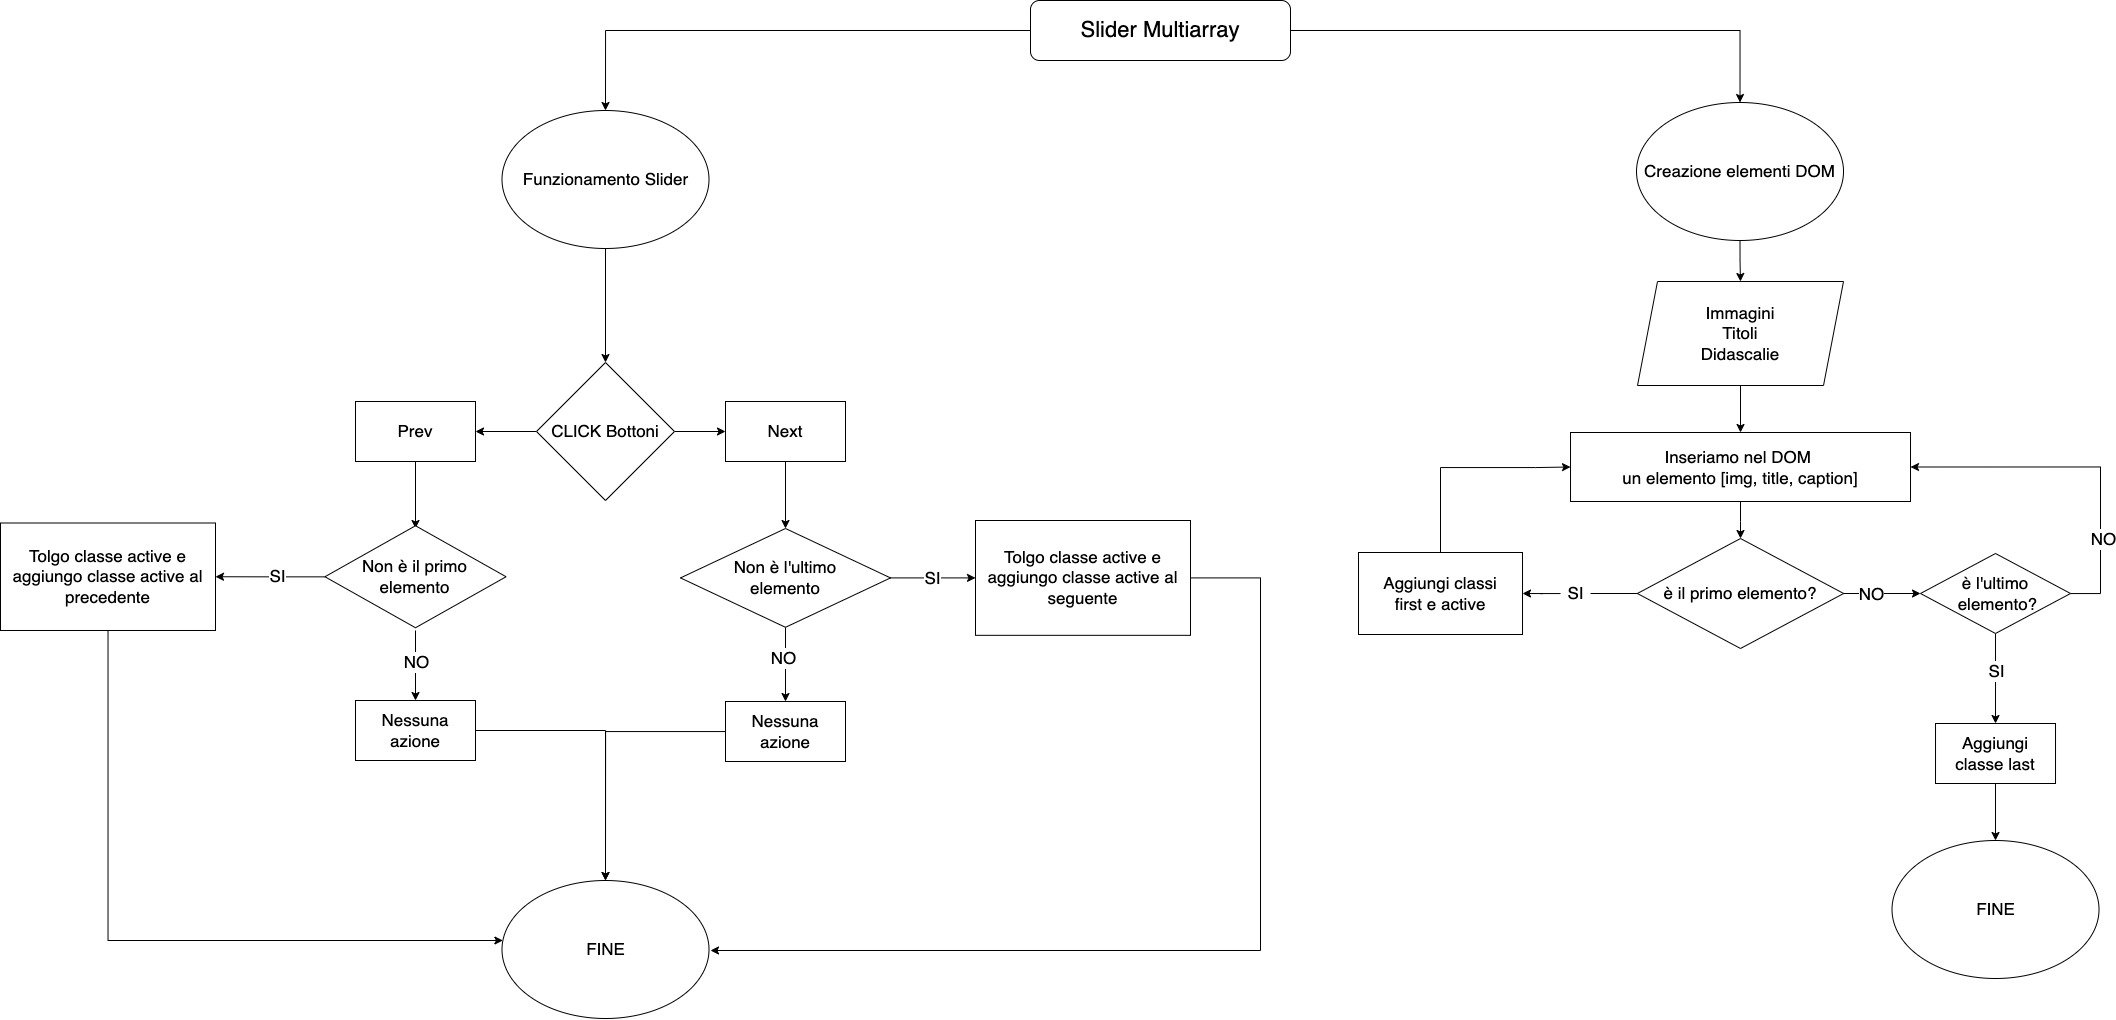 Slider Multiarray
Funzionamento Slider
CLICK Bottoni
Prev
Next
Non è il primo
elemento
SI
Tolgo classe active e
aggiungo classe active al
precedente
NO
Nessuna
azione
Non è l'ultimo
elemento
SI
Tolgo classe active e
aggiungo classe active al
seguente
NO
Nessuna
azione
FINE
Creazione elementi DOM
Immagini
Titoli
Didascalie
Inseriamo nel DOM
un elemento [img, title, caption]
è il primo elemento?
SI
Aggiungi classi
first e active
NO
è l'ultimo
elemento?
NO
SI
Aggiungi
classe last
FINE